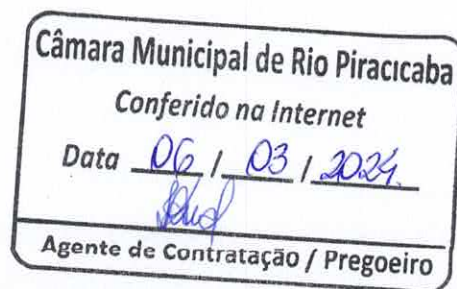 Câmara Municipal de Rio Piracicaba
Conferido na Internet
Data 06 / 03 / 2024.
Agente de Contratação / Pregoeiro